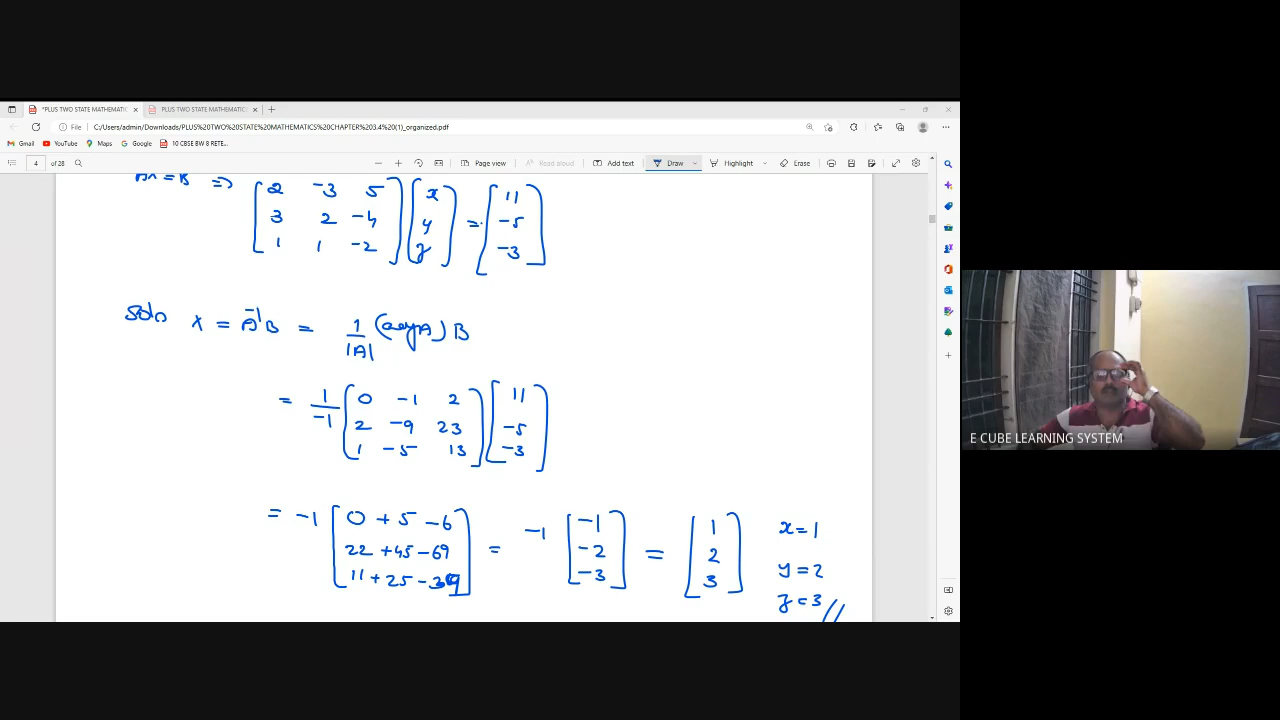 *PLUS TWO STATE MATHEMATIC
PLUS TWO STATE MATHEMATIC
File
C:/Users/admin/Downloads/PLUS%20TWO%20STATE%20MATHEMATICS%20CHAPTER%203.4%20(1)_organized.pdf
Gmail YouTube Maps Google 10 CBSE BW 8 RETE...
4 of 28 Page view Read aloud Add text Draw Highlight Erase
AX = B ⇒ [2 -3 5; 3 2 -4; 1 1 -2] [x; y; z] = [11; -5; -3]
Soln X = A⁻¹B = 1/|A| (adjA) B
= 1/-1 [0 -1 2; 2 -9 23; 1 -5 13] [11; -5; -3]
= -1 [0 + 5 - 6; 22 + 45 - 69; 11 + 25 - 39] = -1 [-1; -2; -3] = [1; 2; 3]
x = 1
y = 2
z = 3 //
E CUBE LEARNING SYSTEM